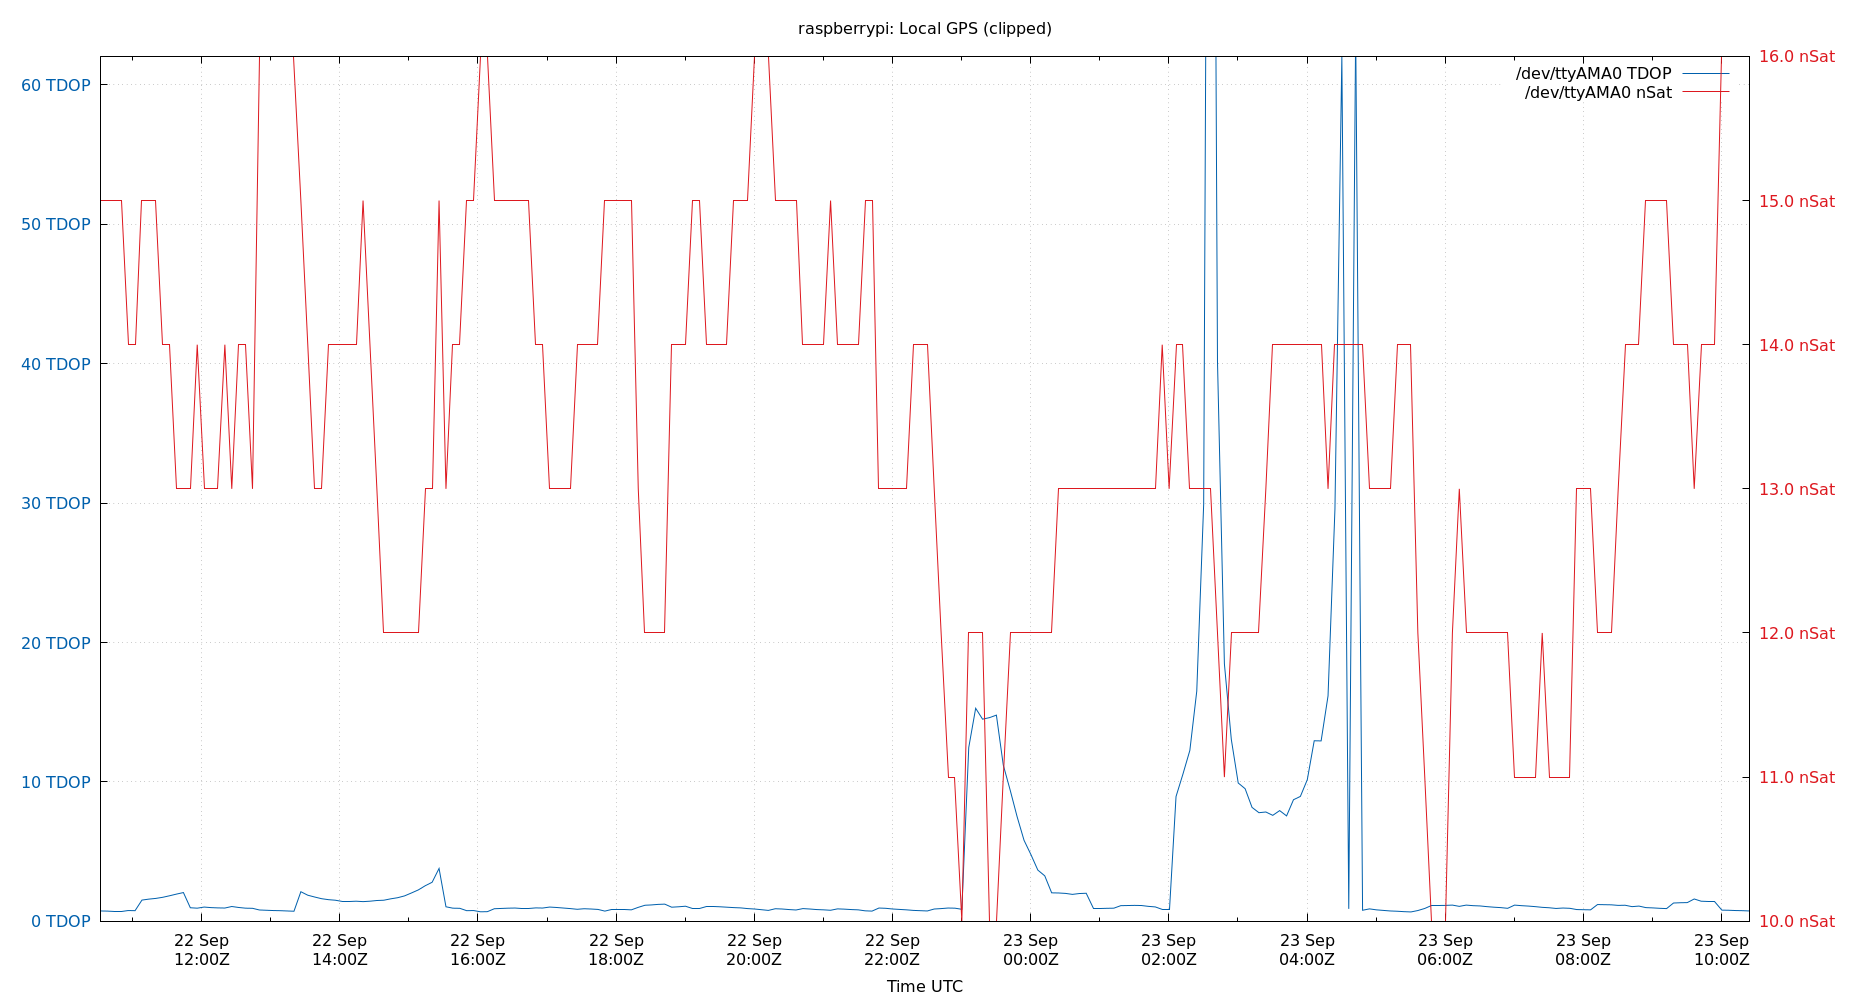 raspberrypi: Local GPS (clipped)
/dev/ttyAMA0 TDOP
/dev/ttyAMA0 nSat
60 TDOP
50 TDOP
40 TDOP
30 TDOP
20 TDOP
10 TDOP
0 TDOP
16.0 nSat
15.0 nSat
14.0 nSat
13.0 nSat
12.0 nSat
11.0 nSat
10.0 nSat
22 Sep
12:00Z
22 Sep
14:00Z
22 Sep
16:00Z
22 Sep
18:00Z
22 Sep
20:00Z
22 Sep
22:00Z
23 Sep
00:00Z
23 Sep
02:00Z
23 Sep
04:00Z
23 Sep
06:00Z
23 Sep
08:00Z
23 Sep
10:00Z
Time UTC